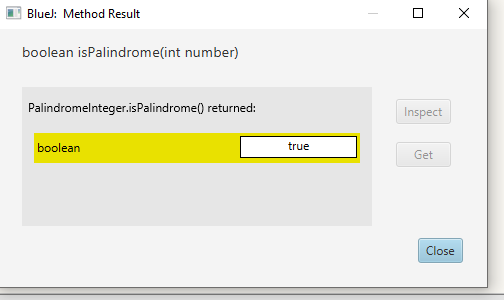 BlueJ: Method Result
boolean isPalindrome(int number)
PalindromeInteger.isPalindrome() returned:
Inspect
boolean true
Get
Close